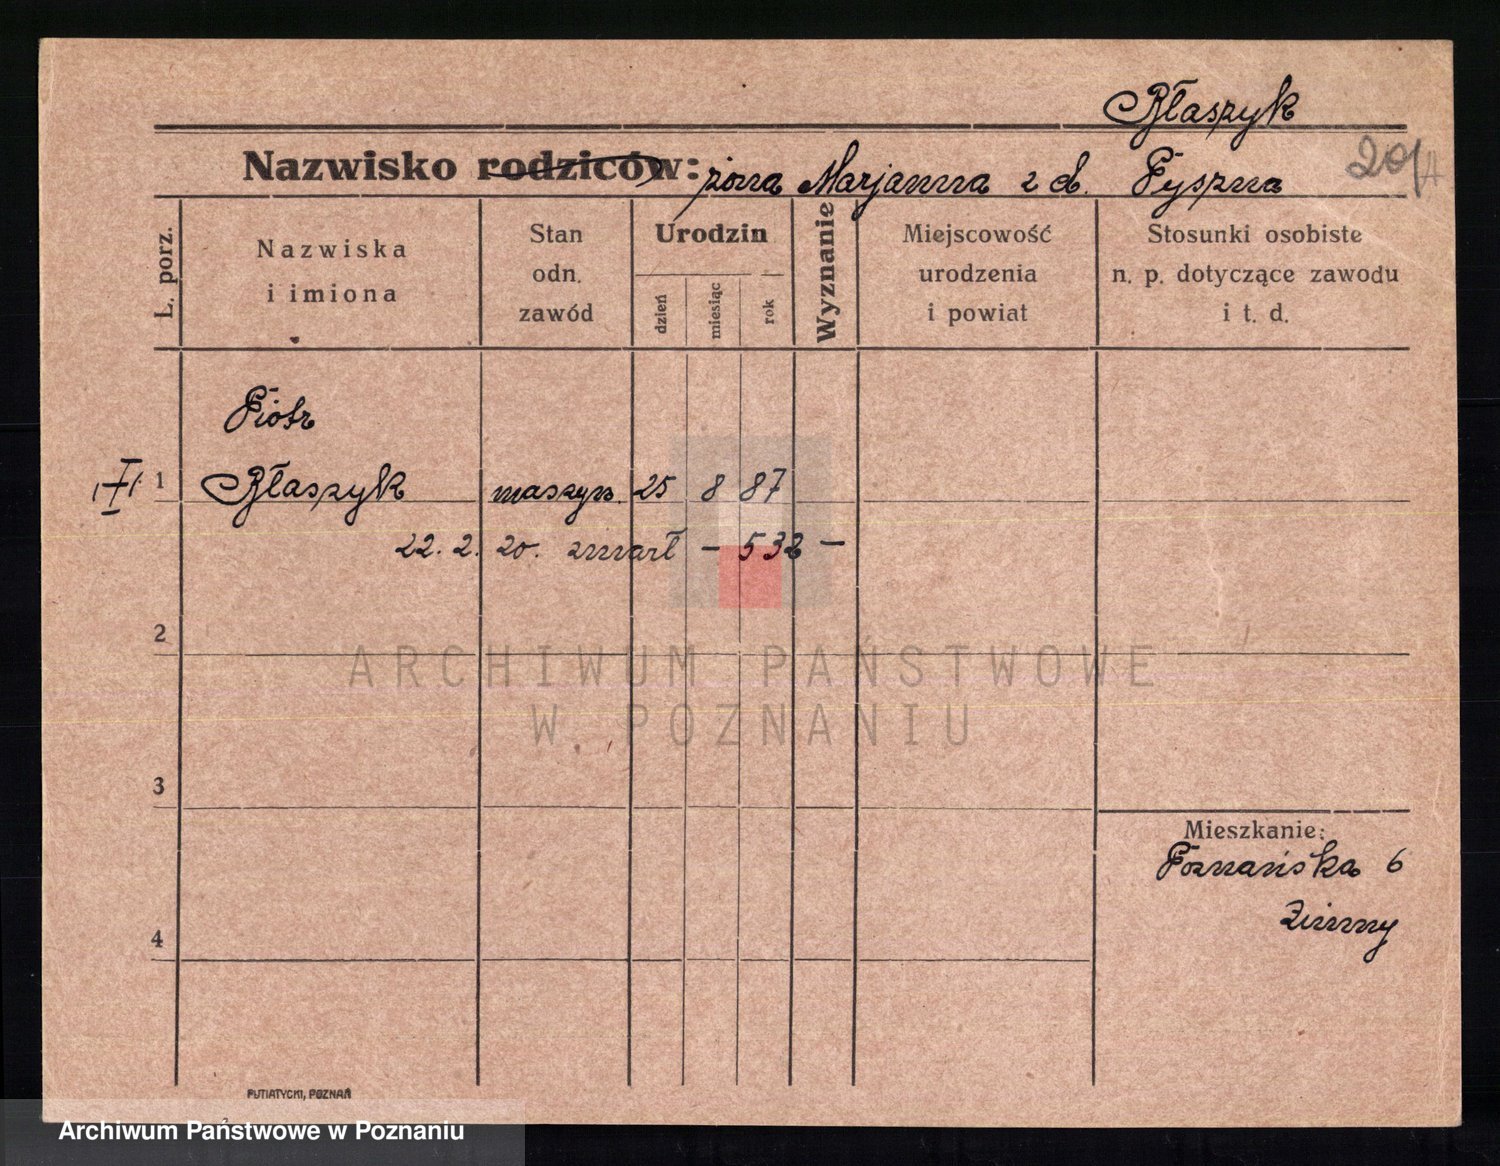 Błaszyk
Nazwisko rodziców: żona Marjanna z d. Pyszna
20/A
L. porz.
Nazwiska i imiona
Stan odn. zawód
Urodzin
dzień
miesiąc
rok
Wyznanie
Miejscowość urodzenia i powiat
Stosunki osobiste n. p. dotyczące zawodu i t. d.
Piotr
1 Błaszyk maszyn. 25 8 87
22. 2. 20. zmarł – 532 –
2
ARCHIWUM PAŃSTWOWE
W POZNANIU
3
Mieszkanie:
Poznańska 6
Zimny
4
PUTIATYCKI, POZNAŃ
Archiwum Państwowe w Poznaniu